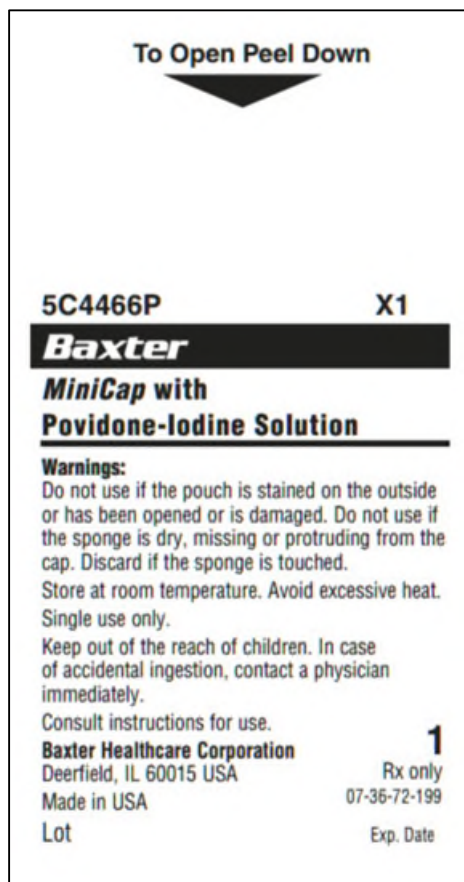 To Open Peel Down
5C4466P X1
Baxter
MiniCap with
Povidone-Iodine Solution
Warnings:
Do not use if the pouch is stained on the outside
or has been opened or is damaged. Do not use if
the sponge is dry, missing or protruding from the
cap. Discard if the sponge is touched.
Store at room temperature. Avoid excessive heat.
Single use only.
Keep out of the reach of children. In case
of accidental ingestion, contact a physician
immediately.
Consult instructions for use.
1
Baxter Healthcare Corporation
Deerfield, IL 60015 USA Rx only
Made in USA 07-36-72-199
Lot Exp. Date